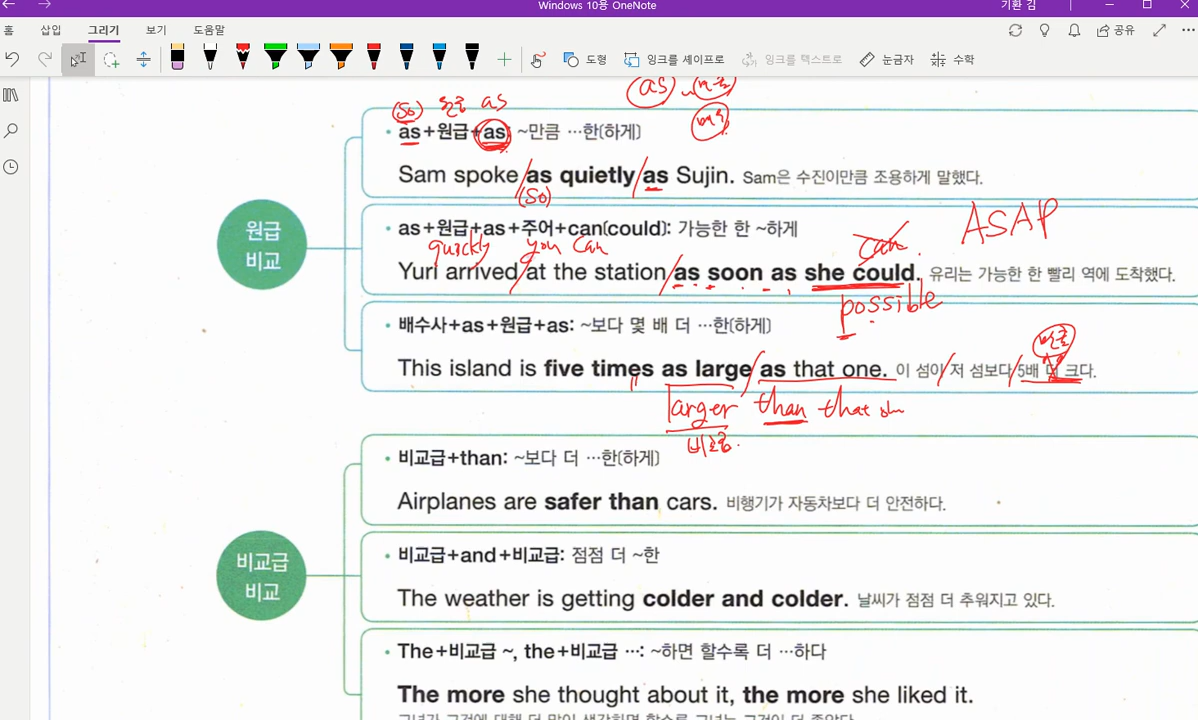 Windows 10용 OneNote
기환 김
홈 삽입 그리기 보기 도움말
공유
도형 잉크를 셰이프로 잉크를 텍스트로 눈금자 수학
as
(so) 원급 as
• as+원급+as: ~만큼 …한(하게)
Sam spoke as quietly as Sujin. Sam은 수진이만큼 조용하게 말했다.
(So)
원급 비교
ASAP
• as+원급+as+주어+can(could): 가능한 한 ~하게
quickly you can can
Yuri arrived at the station as soon as she could. 유리는 가능한 한 빨리 역에 도착했다.
possible
• 배수사+as+원급+as: ~보다 몇 배 더 …한(하게)
This island is five times as large as that one. 이 섬이 저 섬보다 5배 더 크다.
larger than that
비교급
• 비교급+than: ~보다 더 …한(하게)
Airplanes are safer than cars. 비행기가 자동차보다 더 안전하다.
비교급 비교
• 비교급+and+비교급: 점점 더 ~한
The weather is getting colder and colder. 날씨가 점점 더 추워지고 있다.
• The+비교급 ~, the+비교급 …: ~하면 할수록 더 …하다
The more she thought about it, the more she liked it.